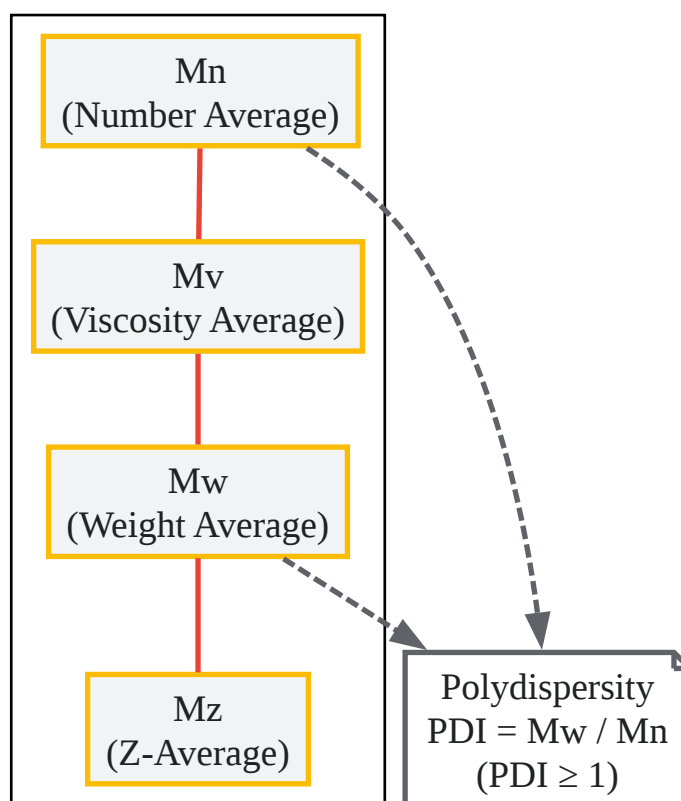 Mn
(Number Average)
Mv
(Viscosity Average)
Mw
(Weight Average)
Mz
(Z-Average)
Polydispersity
PDI = Mw / Mn
(PDI ≥ 1)